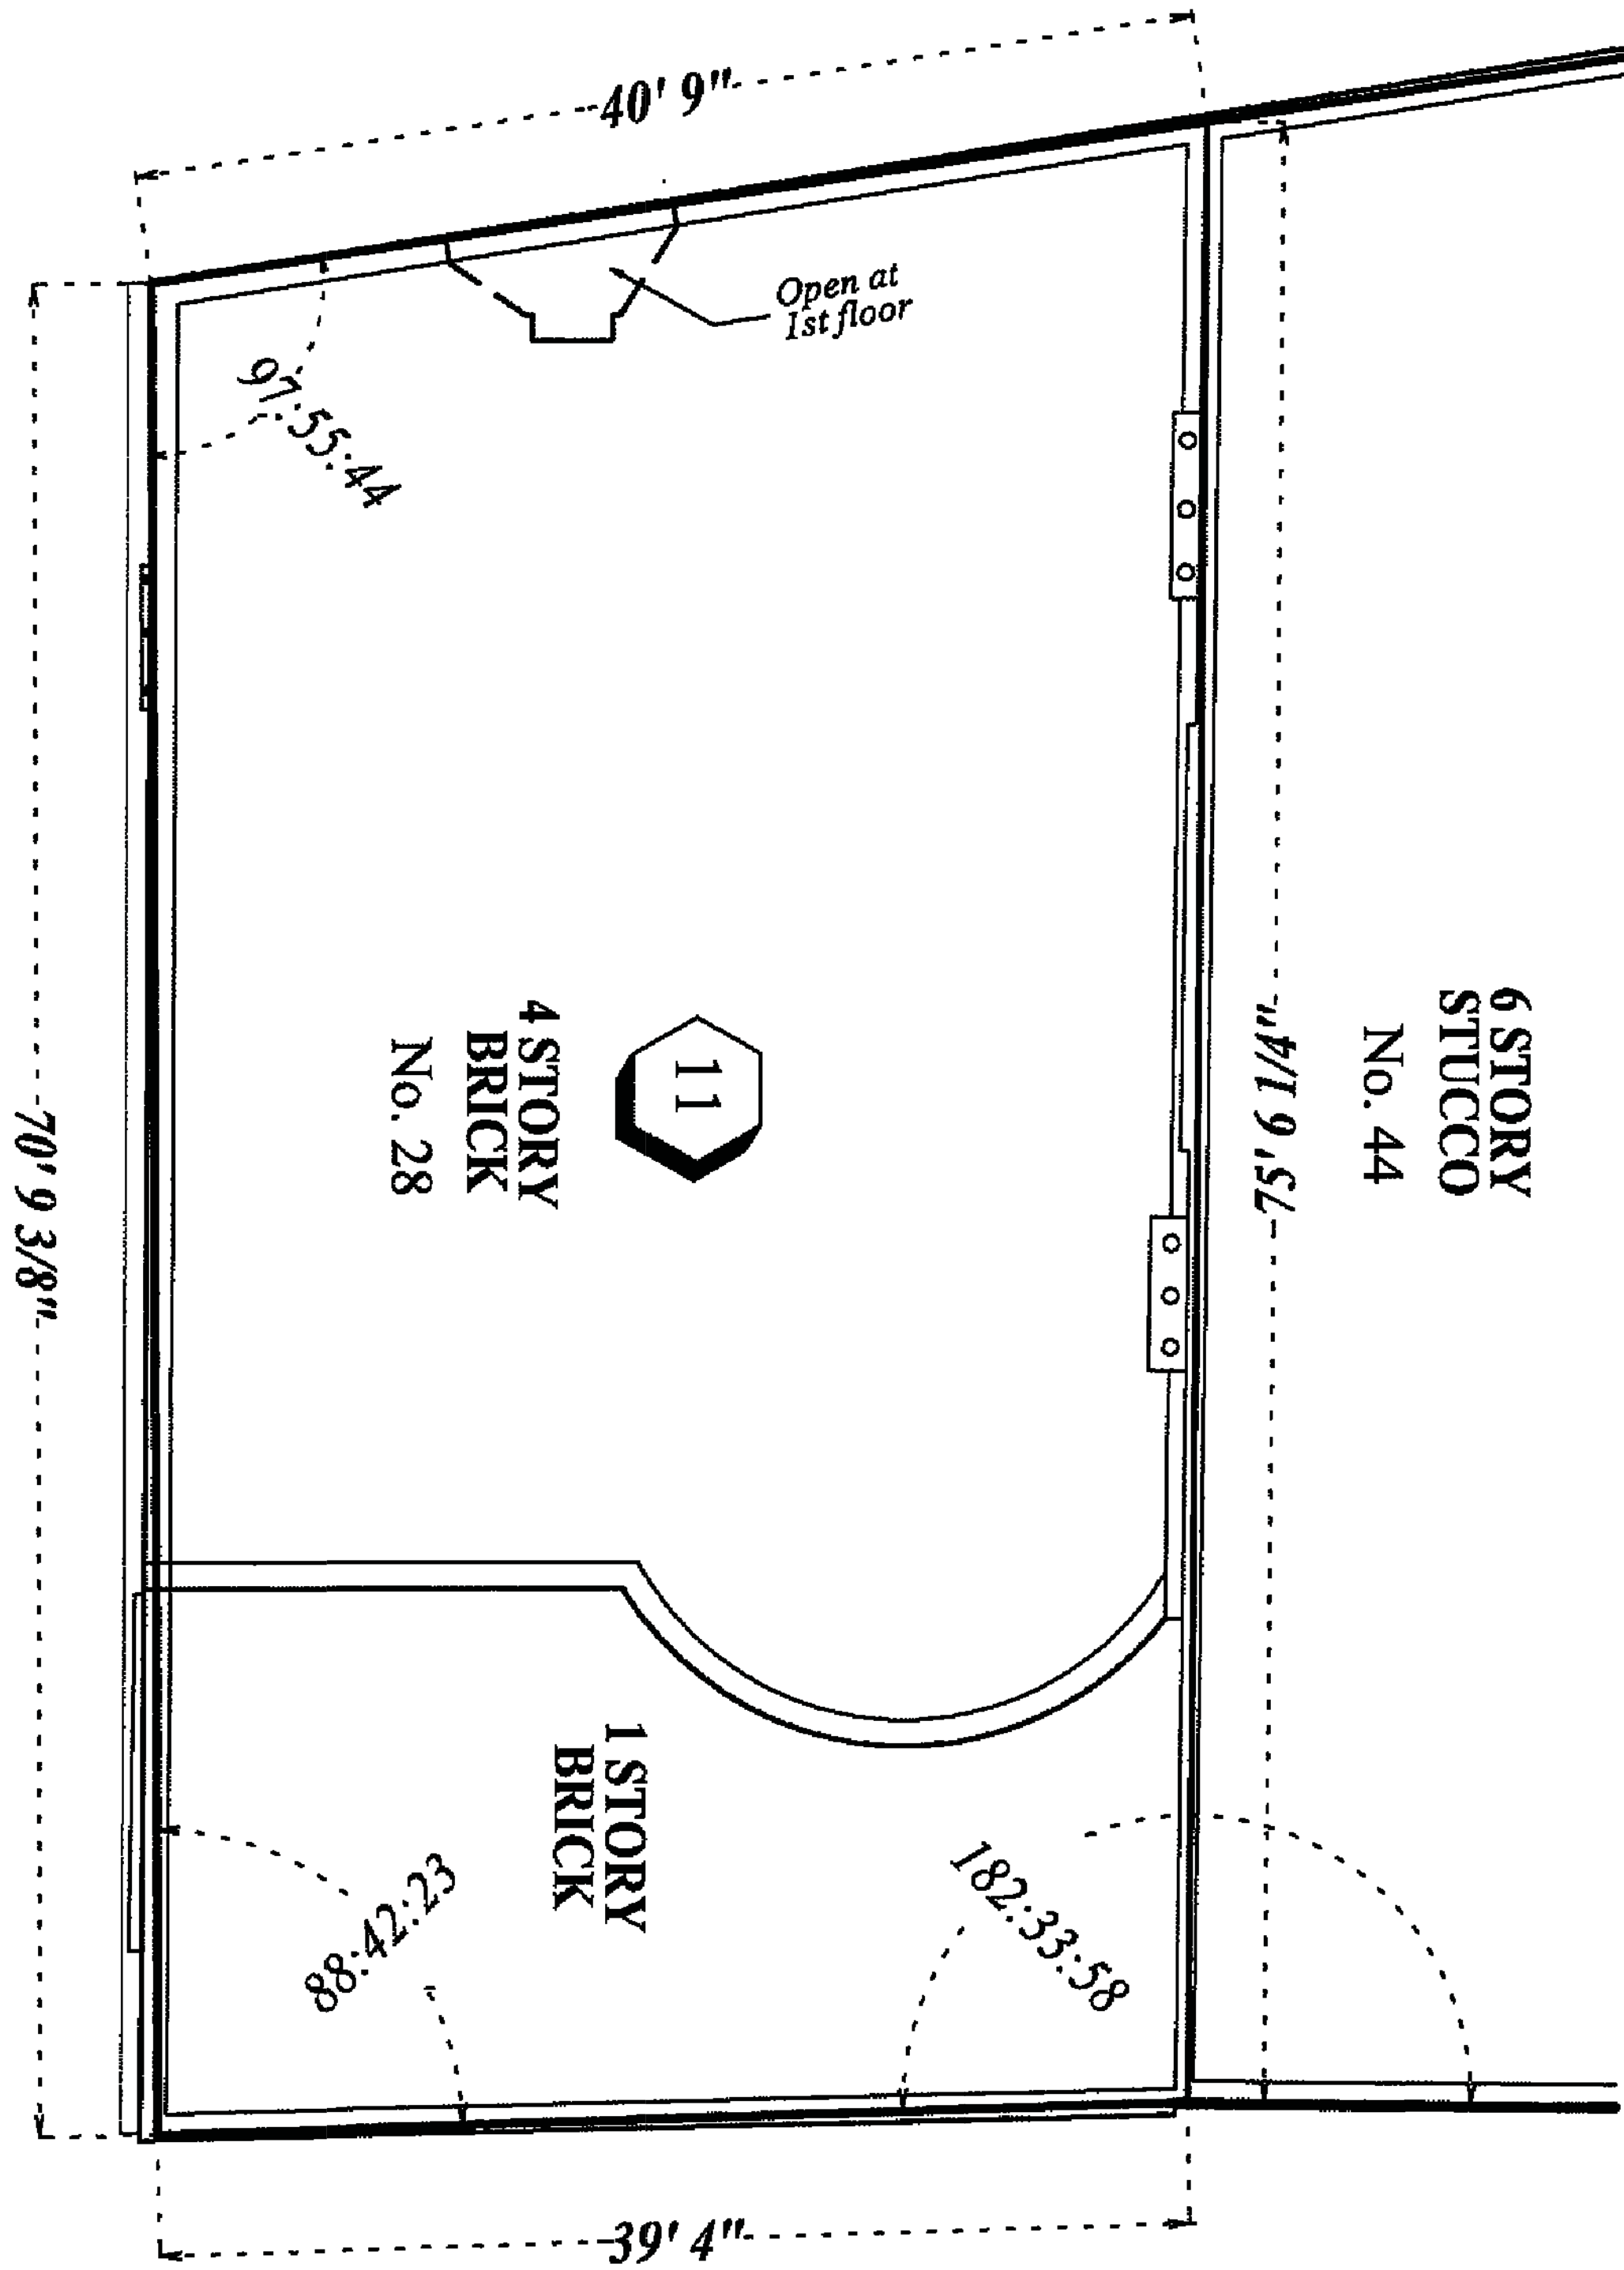 40' 9"
Open at
1st floor
97:55:44
11
4 STORY
BRICK
No. 28
6 STORY
STUCCO
No. 44
75' 6 1/4"
70' 9 3/8"
1 STORY
BRICK
88:42:23
182:33:58
39' 4"